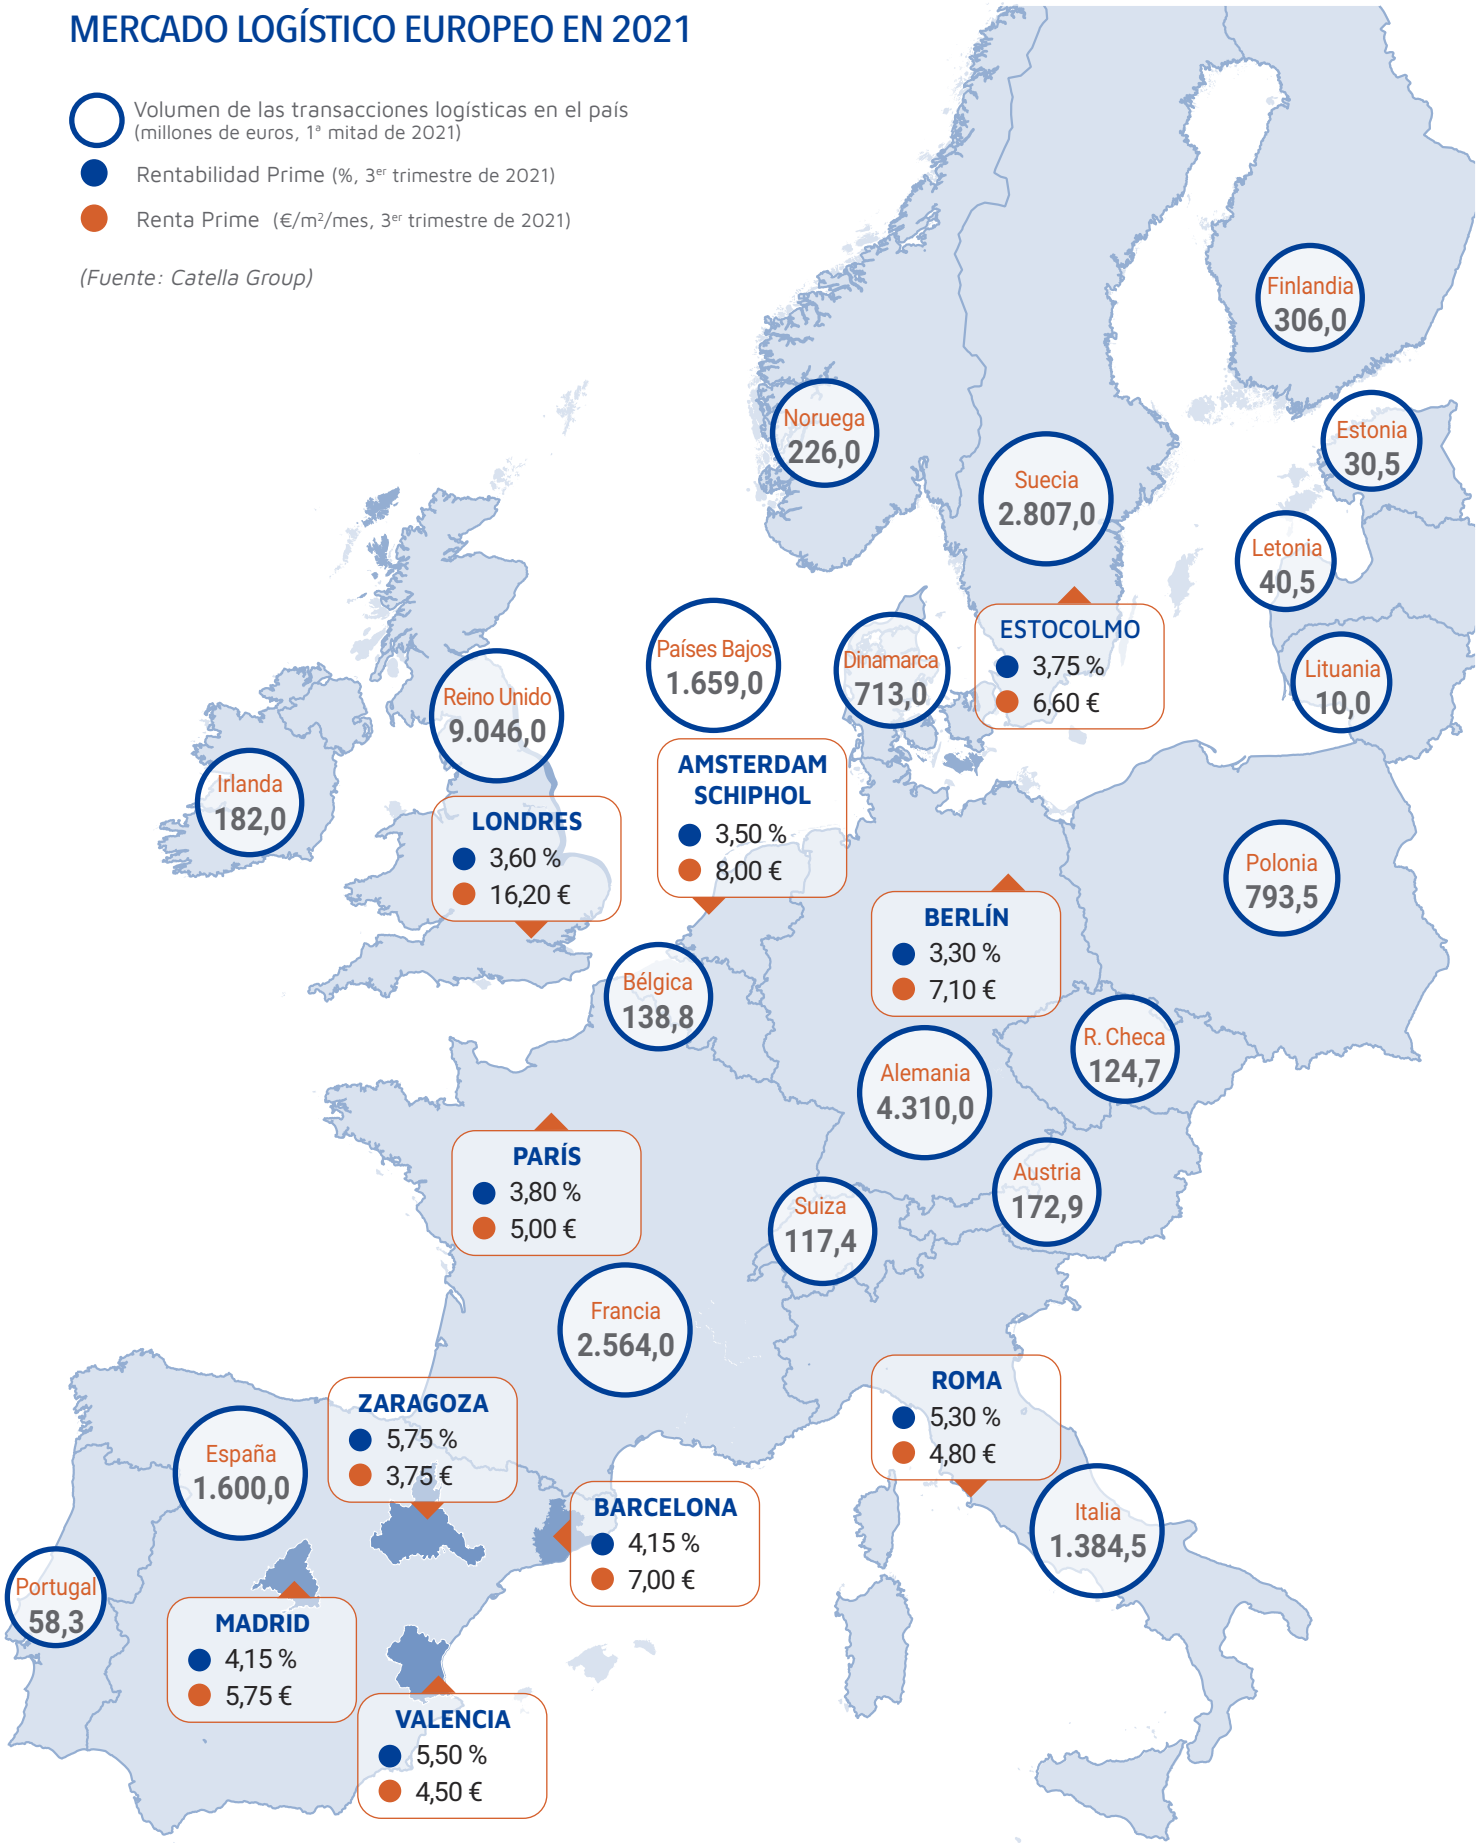 MERCADO LOGÍSTICO EUROPEO EN 2021
Volumen de las transacciones logísticas en el país
(millones de euros, 1ª mitad de 2021)
Rentabilidad Prime (%, 3er trimestre de 2021)
Renta Prime (€/m²/mes, 3er trimestre de 2021)
(Fuente: Catella Group)
Finlandia
306,0
Noruega
226,0
Estonia
30,5
Suecia
2.807,0
Letonia
40,5
ESTOCOLMO
3,75 %
6,60 €
Países Bajos
1.659,0
Dinamarca
713,0
Lituania
10,0
Reino Unido
9.046,0
Irlanda
182,0
AMSTERDAM
SCHIPHOL
3,50 %
8,00 €
LONDRES
3,60 %
16,20 €
Polonia
793,5
BERLÍN
3,30 %
7,10 €
Bélgica
138,8
R. Checa
124,7
Alemania
4.310,0
PARÍS
3,80 %
5,00 €
Austria
172,9
Suiza
117,4
Francia
2.564,0
ROMA
5,30 %
4,80 €
ZARAGOZA
5,75 %
3,75 €
España
1.600,0
BARCELONA
4,15 %
7,00 €
Italia
1.384,5
Portugal
58,3
MADRID
4,15 %
5,75 €
VALENCIA
5,50 %
4,50 €